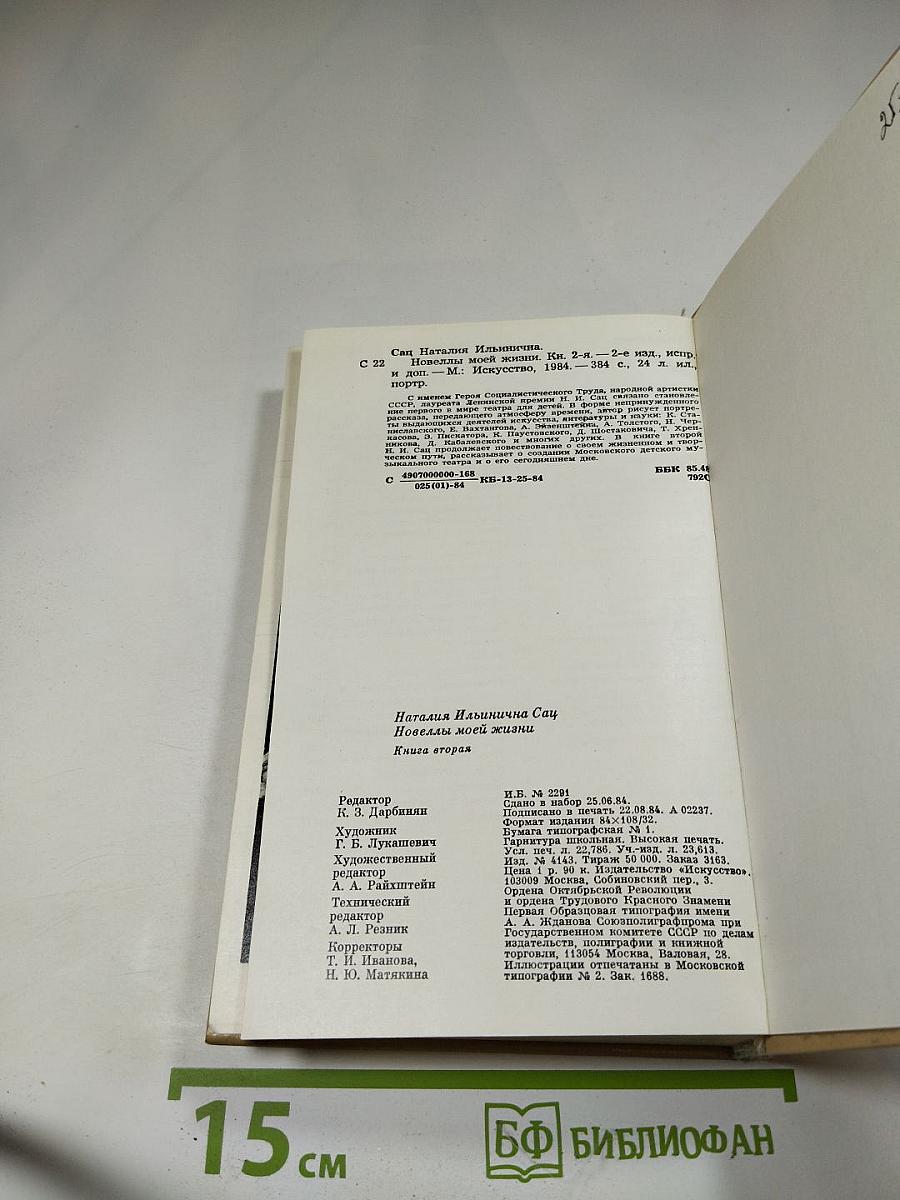 25
Сац Наталия Ильинична.
С 22 Новеллы моей жизни. Кн. 2-я. — 2-е изд., испр.
и доп. — М.: Искусство, 1984. — 384 с., 24 л. ил.,
портр.
С именем Героя Социалистического Труда, народной артистки
СССР, лауреата Ленинской премии Н. И. Сац связано становле-
ние первого в мире театра для детей. В форме непринужденного
рассказа, передающего атмосферу времени, автор рисует портре-
ты выдающихся деятелей искусства, литературы и науки: К. Ста-
ниславского, Е. Вахтангова, А. Эйзенштейна, А. Толстого, Н. Чер-
касова, Э. Пискатора, К. Паустовского, Д. Шостаковича, Т. Хрен-
никова, Д. Кабалевского и многих других. В книге второй
Н. И. Сац продолжает повествование о своем жизненном и твор-
ческом пути, рассказывает о создании Московского детского му-
зыкального театра и о его сегодняшнем дне.
С 4907000000-168 КБ-13-25-84 ББК 85.48
025(01)-84 792С
Наталия Ильинична Сац
Новеллы моей жизни
Книга вторая
Редактор
К. З. Дарбинян
Художник
Г. Б. Лукашевич
Художественный
редактор
А. А. Райхштейн
Технический
редактор
А. Л. Резник
Корректоры
Т. И. Иванова,
Н. Ю. Матякина
И.Б. № 2291
Сдано в набор 25.06.84.
Подписано в печать 22.08.84. А 02237.
Формат издания 84×108/32.
Бумага типографская № 1.
Гарнитура школьная. Высокая печать.
Усл. печ. л. 22,786. Уч.-изд. л. 23,613.
Изд. № 4143. Тираж 50 000. Заказ 3163.
Цена 1 р. 90 к. Издательство «Искусство».
103009 Москва, Собиновский пер., 3.
Ордена Октябрьской Революции
и ордена Трудового Красного Знамени
Первая Образцовая типография имени
А. А. Жданова Союзполиграфпрома при
Государственном комитете СССР по делам
издательств, полиграфии и книжной
торговли, 113054 Москва, Валовая, 28.
Иллюстрации отпечатаны в Московской
типографии № 2. Зак. 1688.
15 см
БФ БИБЛИОФАН